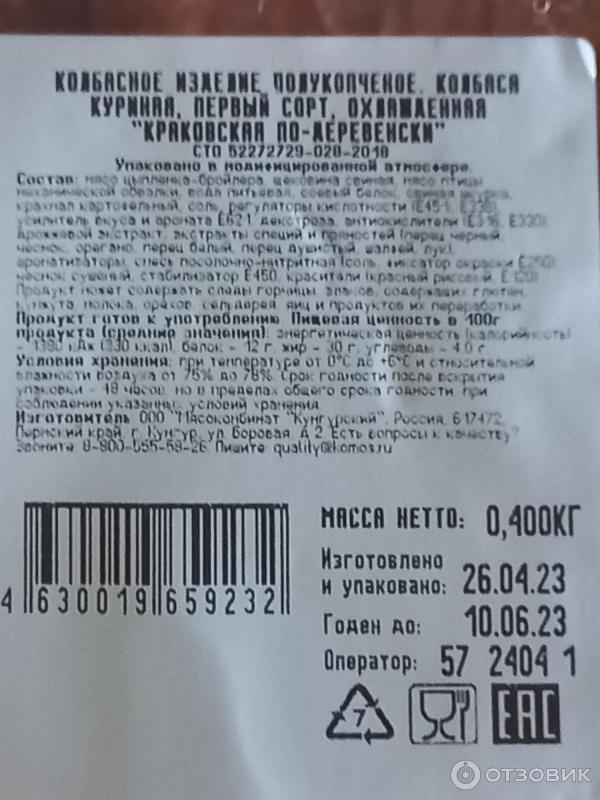 КОЛБАСНОЕ ИЗДЕЛИЕ ПОЛУКОПЧЕНОЕ. КОЛБАСА
КУРИНАЯ, ПЕРВЫЙ СОРТ, ОХЛАЖДЕННАЯ
"КРАКОВСКАЯ ПО-ДЕРЕВЕНСКИ"
СТО 52272729-028-2018
Упаковано в модифицированной атмосфере.
Состав: мясо цыпленка-бройлера, щековина свиная, мясо птицы
механической обвалки, вода питьевая, соевый белок, свиная шкурка,
крахмал картофельный, соль, регуляторы кислотности
усилитель вкуса и аромата Е621, декстроза, антиокислители (Е316, Е330),
дрожжевой экстракт, экстракты специй и пряностей (перец черный,
чеснок, орегано, перец белый, перец душистый, шалфей, лук),
ароматизаторы, смесь посолочно-нитритная (соль, фиксатор окраски Е250),
чеснок сушеный, стабилизатор Е450, красители (красный рисовый, Е120)
Продукт может содержать следы горчицы, злаков, содержащих глютен,
кунжута, молока, орехов, сельдерея, яиц и продуктов их переработки.
Продукт готов к употреблению. Пищевая ценность в 100г
продукта (средние значения): энергетическая ценность (калорийность)
- 1380 кДж (330 ккал), белок - 12 г, жир - 30 г, углеводы - 4,0 г
Условия хранения: при температуре от 0°С до +6°С и относительной
влажности воздуха от 75% до 78%. Срок годности после вскрытия
упаковки - 48 часов, но в пределах общего срока годности, при
соблюдении указанных условий хранения.
Изготовитель ООО "Мясокомбинат "Кунгурский". Россия, 617472,
Пермский край, г. Кунгур, ул. Боровая, д.2. Есть вопросы к качеству?
Звоните 8-800-555-58-26. Пишите quality@komos.ru
МАССА НЕТТО: 0,400КГ
Изготовлено
и упаковано: 26.04.23
Годен до: 10.06.23
Оператор: 57 2404 1
4 630019 659232
7
EAC
ОТЗОВИК